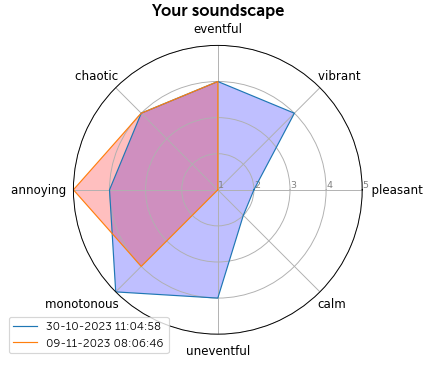 Your soundscape
eventful
chaotic
vibrant
annoying
1 2 3 4 5
pleasant
monotonous
calm
uneventful
30-10-2023 11:04:58
09-11-2023 08:06:46